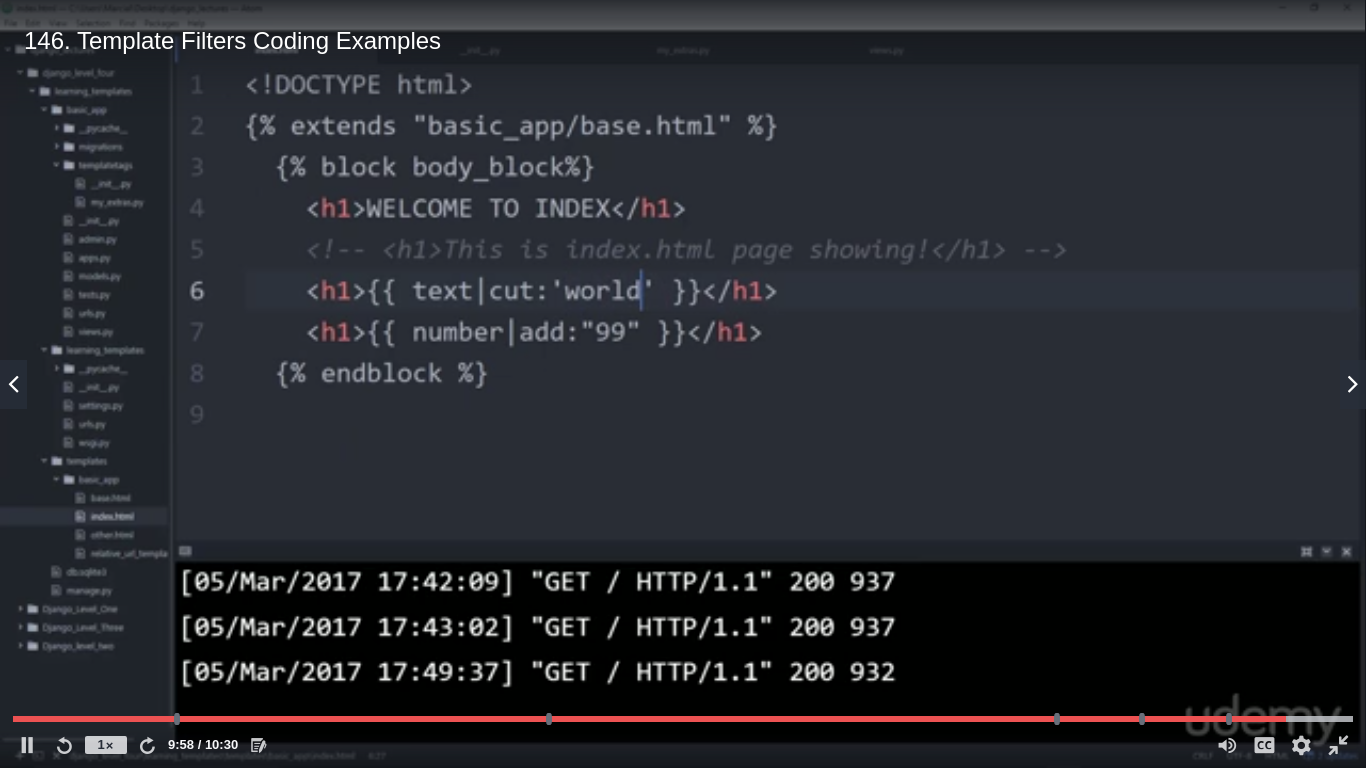 146. Template Filters Coding Examples
__init__.py
my_extras.py
views.py
django_level_four
learning_templates
basic_app
__pycache__
migrations
templatetags
__init__.py
my_extras.py
__init__.py
admin.py
apps.py
models.py
tests.py
urls.py
views.py
learning_templates
__pycache__
__init__.py
settings.py
urls.py
wsgi.py
templates
basic_app
base.html
index.html
other.html
relative_url_templa
db.sqlite3
manage.py
Django_Level_One
Django_Level_Three
Django_level_two
1 <!DOCTYPE html>
2 {% extends "basic_app/base.html" %}
3 {% block body_block%}
4 <h1>WELCOME TO INDEX</h1>
5 <!-- <h1>This is index.html page showing!</h1> -->
6 <h1>{{ text|cut:'world' }}</h1>
7 <h1>{{ number|add:"99" }}</h1>
8 {% endblock %}
9
[05/Mar/2017 17:42:09] "GET / HTTP/1.1" 200 937
[05/Mar/2017 17:43:02] "GET / HTTP/1.1" 200 937
[05/Mar/2017 17:49:37] "GET / HTTP/1.1" 200 932
udemy
1x
9:58 / 10:30
CC